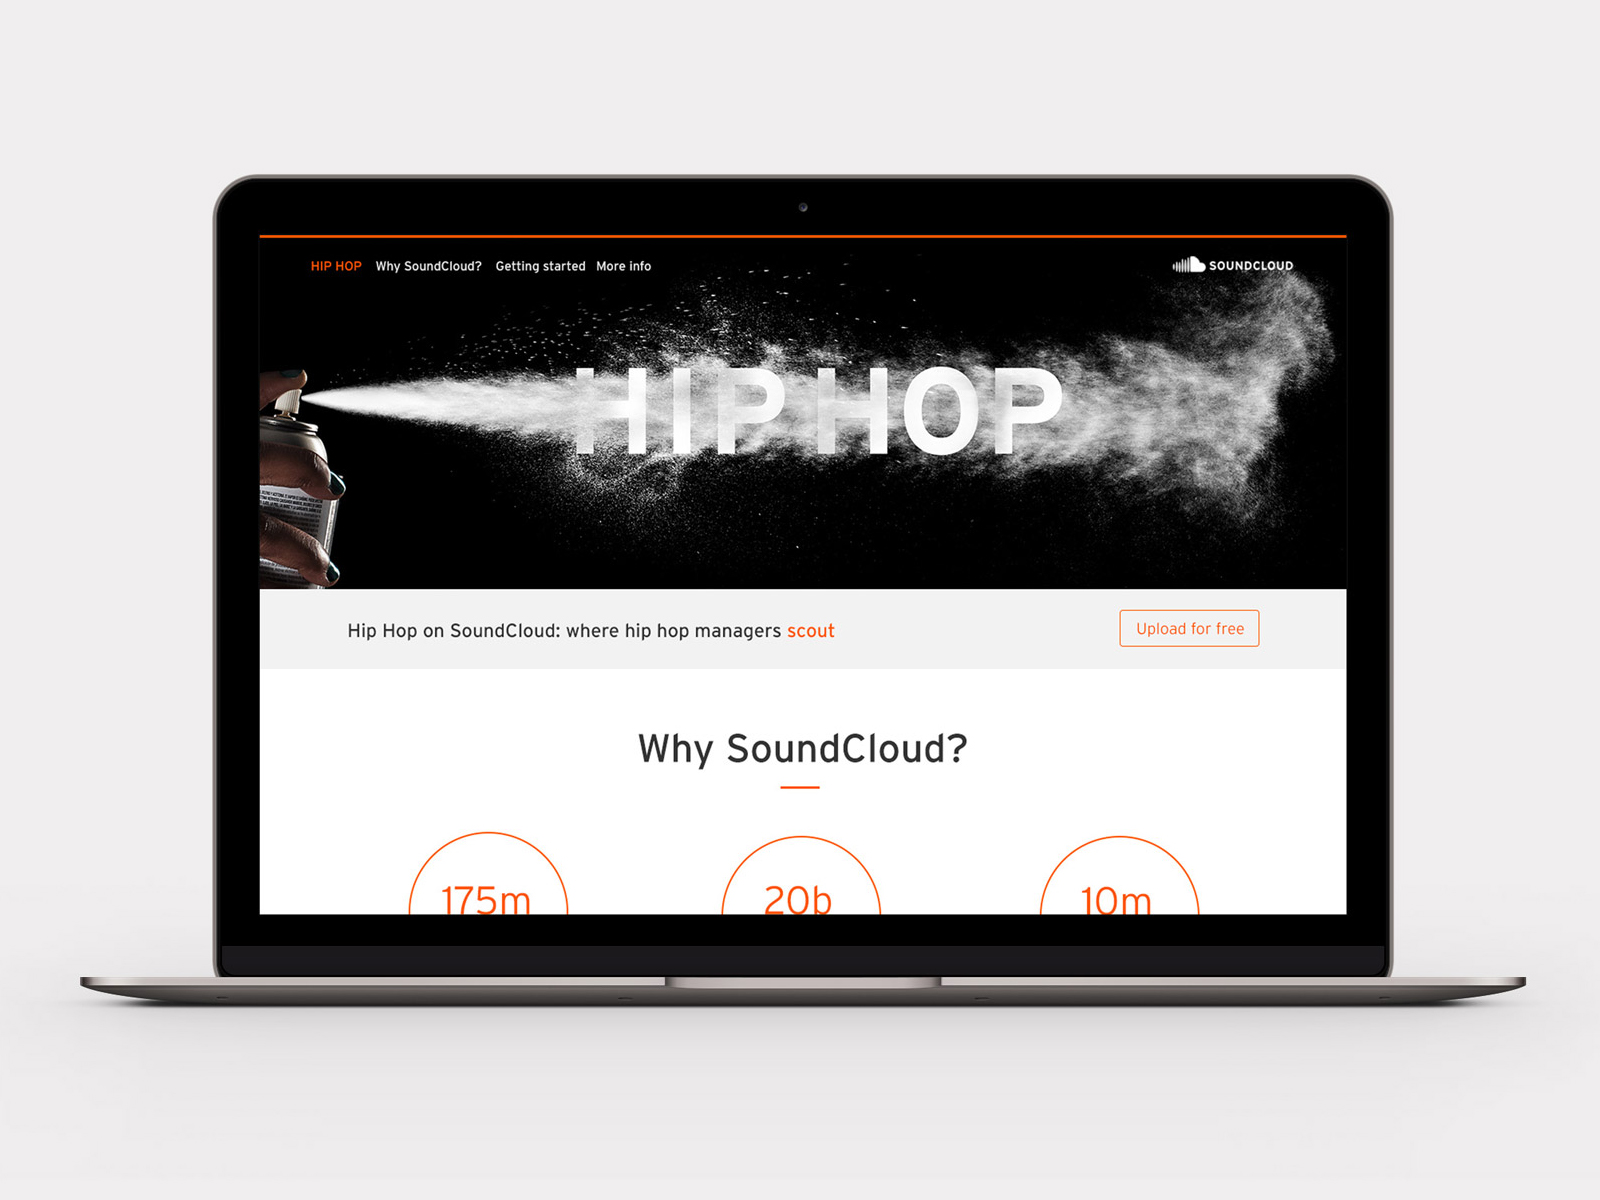 HIP HOP Why SoundCloud? Getting started More info
SOUNDCLOUD
HIP HOP
Hip Hop on SoundCloud: where hip hop managers scout
Upload for free
Why SoundCloud?
175m 20b 10m